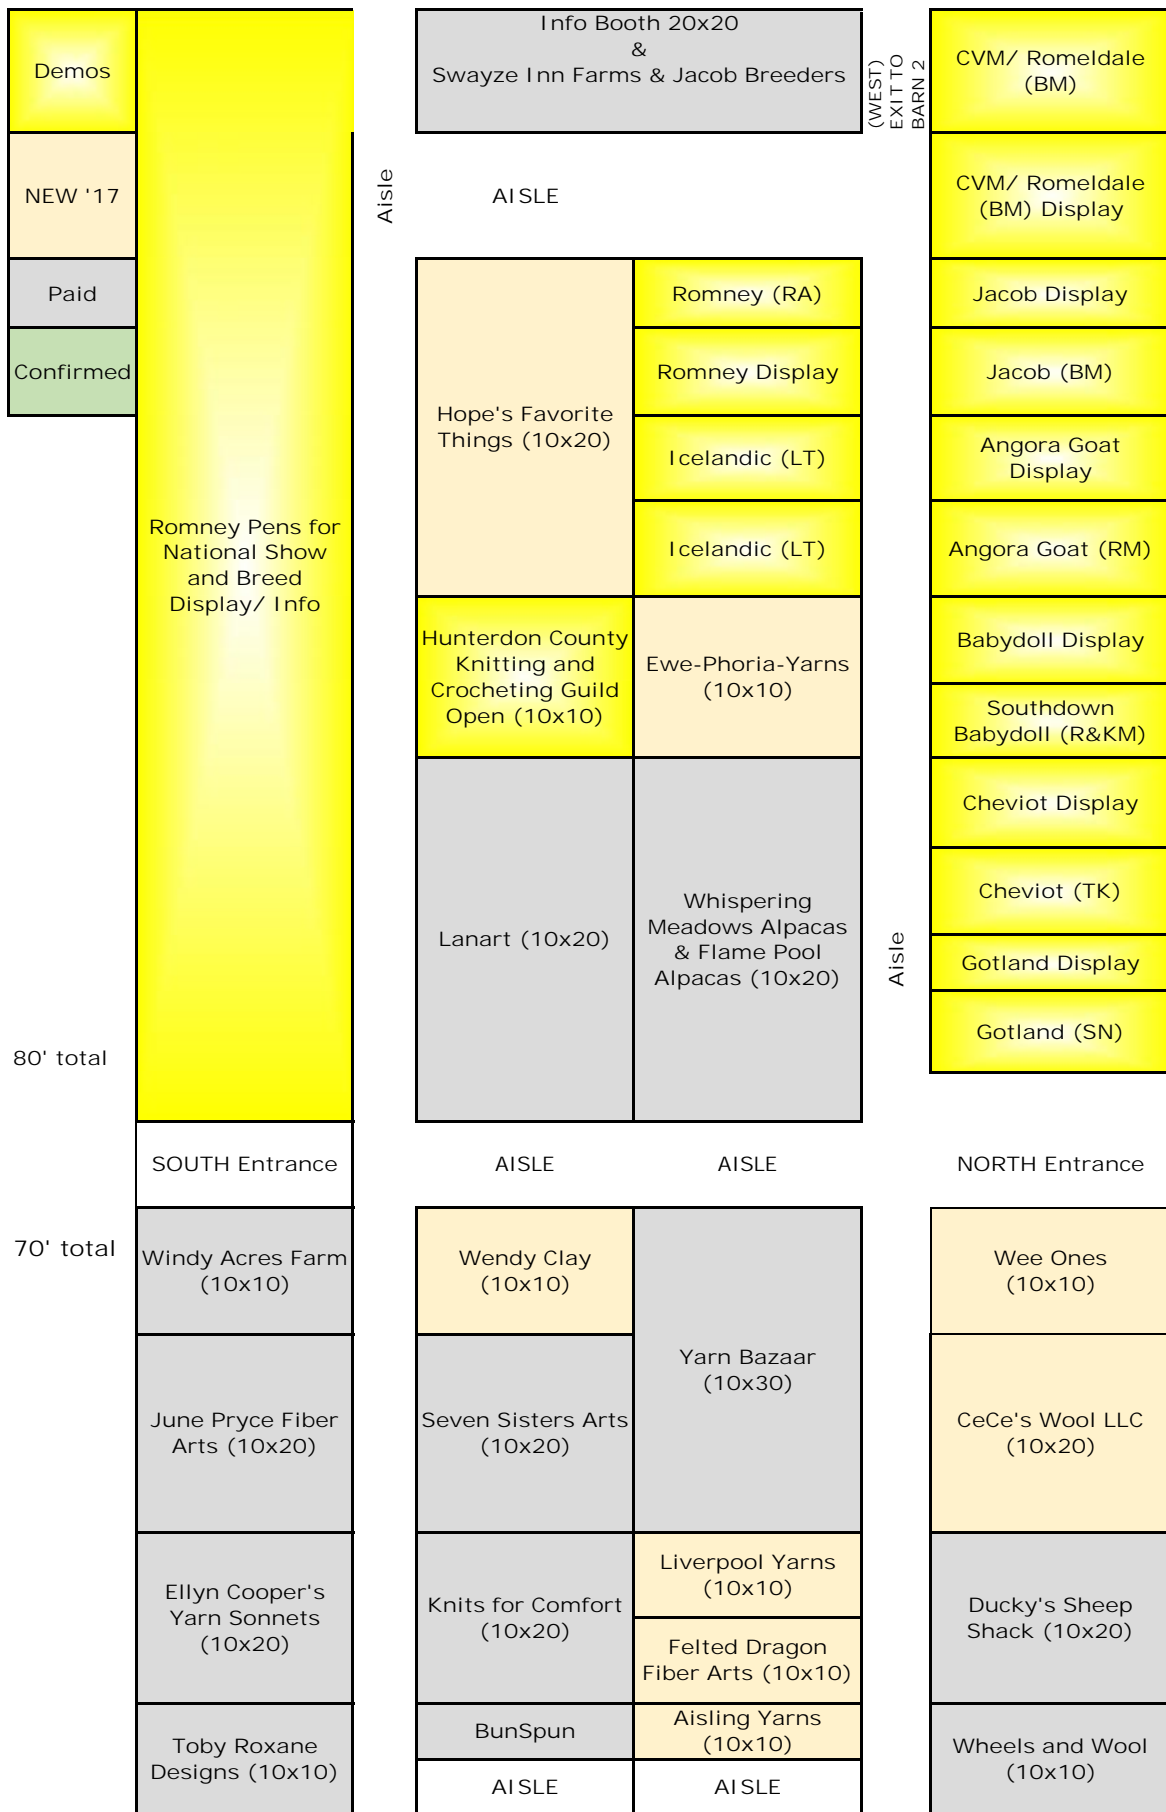 Demos
NEW '17
Paid
Confirmed
80' total
70' total
Romney Pens for
National Show
and Breed
Display/ Info
SOUTH Entrance
Windy Acres Farm
(10x10)
June Pryce Fiber
Arts (10x20)
Ellyn Cooper's
Yarn Sonnets
(10x20)
Toby Roxane
Designs (10x10)
Aisle
Info Booth 20x20
&
Swayze Inn Farms & Jacob Breeders
AISLE
Hope's Favorite
Things (10x20)
Hunterdon County
Knitting and
Crocheting Guild
Open (10x10)
Lanart (10x20)
AISLE
Wendy Clay
(10x10)
Seven Sisters Arts
(10x20)
Knits for Comfort
(10x20)
BunSpun
AISLE
Romney (RA)
Romney Display
Icelandic (LT)
Icelandic (LT)
Ewe-Phoria-Yarns
(10x10)
Whispering
Meadows Alpacas
& Flame Pool
Alpacas (10x20)
AISLE
Yarn Bazaar
(10x30)
Liverpool Yarns
(10x10)
Felted Dragon
Fiber Arts (10x10)
Aisling Yarns
(10x10)
AISLE
(WEST)
EXIT TO
BARN 2
Aisle
CVM/ Romeldale
(BM)
CVM/ Romeldale
(BM) Display
Jacob Display
Jacob (BM)
Angora Goat
Display
Angora Goat (RM)
Babydoll Display
Southdown
Babydoll (R&KM)
Cheviot Display
Cheviot (TK)
Gotland Display
Gotland (SN)
NORTH Entrance
Wee Ones
(10x10)
CeCe's Wool LLC
(10x20)
Ducky's Sheep
Shack (10x20)
Wheels and Wool
(10x10)